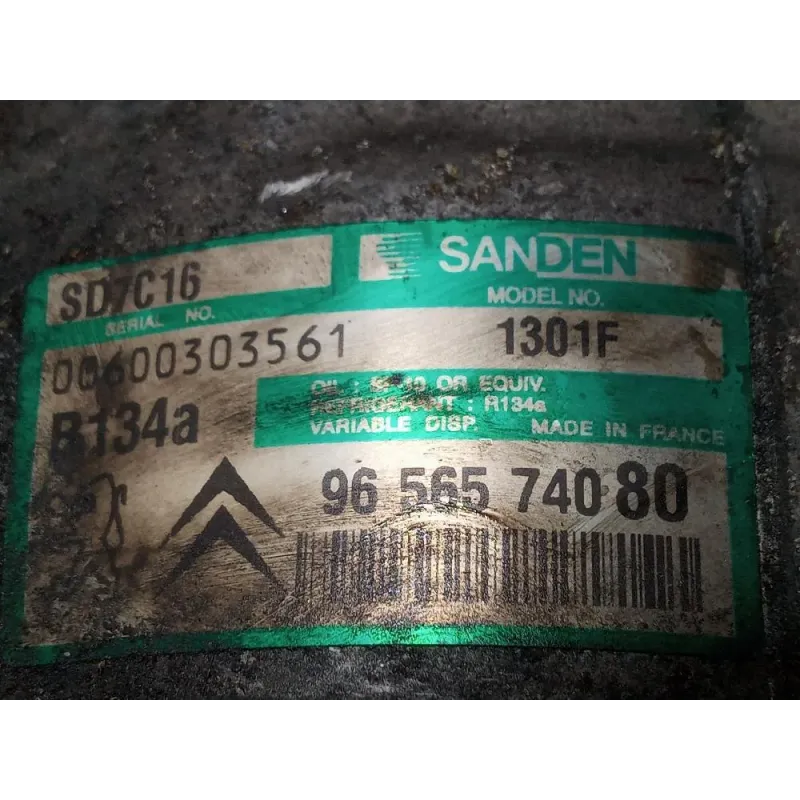 SD7C16
SANDEN
SERIAL NO.
MODEL NO.
00600303561
1301F
OIL : OR EQUIV.
REFRIGERANT : R134a
R134a
VARIABLE DISP. MADE IN FRANCE
96 565 740 80